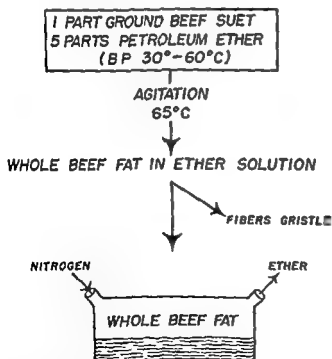 1 PART GROUND BEEF SUET
5 PARTS PETROLEUM ETHER
(B P 30°-60°C)
AGITATION
65°C
WHOLE BEEF FAT IN ETHER SOLUTION
FIBERS GRISTLE
NITROGEN
ETHER
WHOLE BEEF FAT